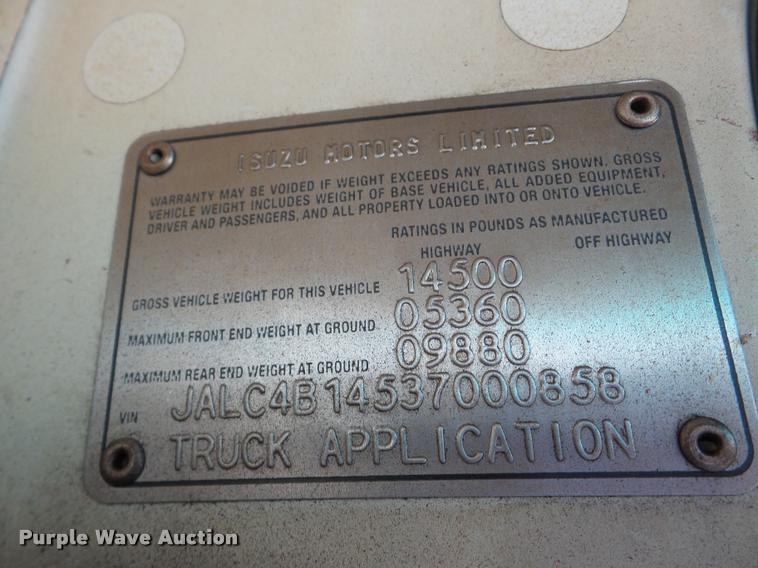 ISUZU MOTORS LIMITED
WARRANTY MAY BE VOIDED IF WEIGHT EXCEEDS ANY RATINGS SHOWN. GROSS
VEHICLE WEIGHT INCLUDES WEIGHT OF BASE VEHICLE, ALL ADDED EQUIPMENT,
DRIVER AND PASSENGERS, AND ALL PROPERTY LOADED INTO OR ONTO VEHICLE.
RATINGS IN POUNDS AS MANUFACTURED
HIGHWAY OFF HIGHWAY
GROSS VEHICLE WEIGHT FOR THIS VEHICLE 14500
MAXIMUM FRONT END WEIGHT AT GROUND 05360
MAXIMUM REAR END WEIGHT AT GROUND 09880
VIN JALC4B14537000858
TRUCK APPLICATION
Purple Wave Auction